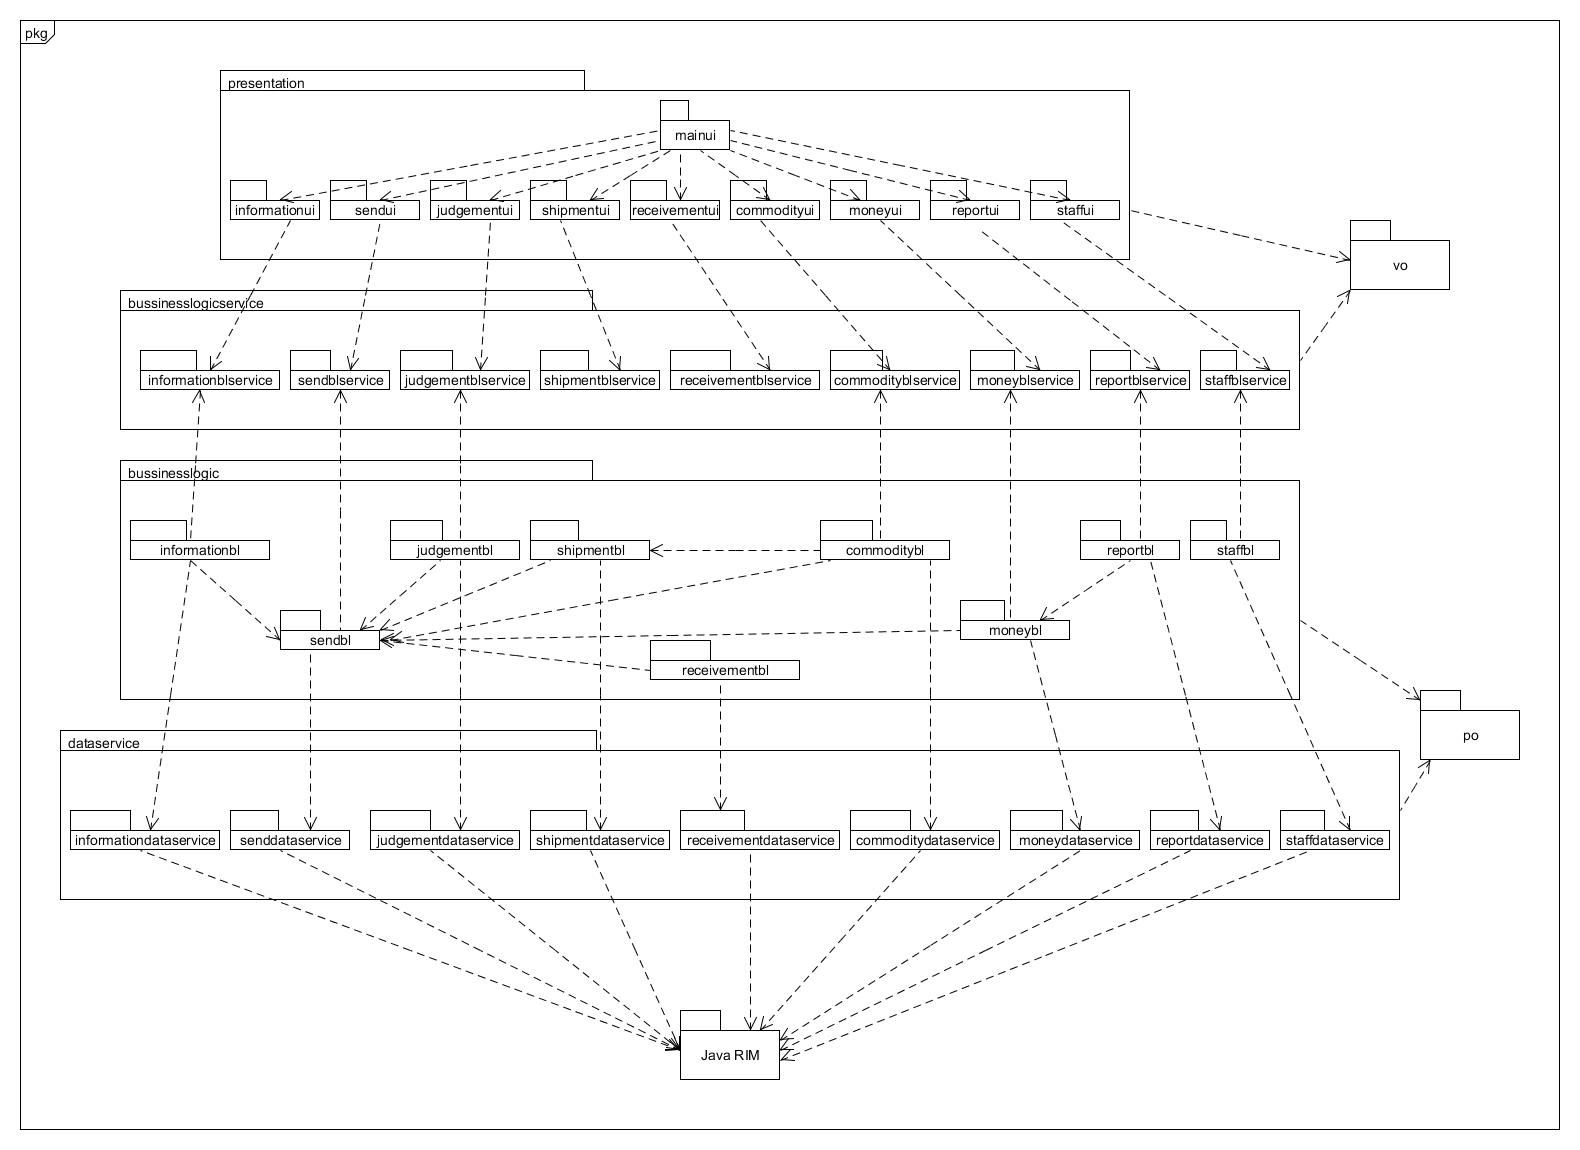 pkg
presentation
mainui
informationui
sendui
judgementui
shipmentui
receivementui
commodityui
moneyui
reportui
staffui
vo
bussinesslogicservice
informationblservice
sendblservice
judgementblservice
shipmentblservice
receivementblservice
commodityblservice
moneyblservice
reportblservice
staffblservice
bussinesslogic
informationbl
judgementbl
shipmentbl
commoditybl
reportbl
staffbl
sendbl
moneybl
receivementbl
po
dataservice
informationdataservice
senddataservice
judgementdataservice
shipmentdataservice
receivementdataservice
commoditydataservice
moneydataservice
reportdataservice
staffdataservice
Java RIM